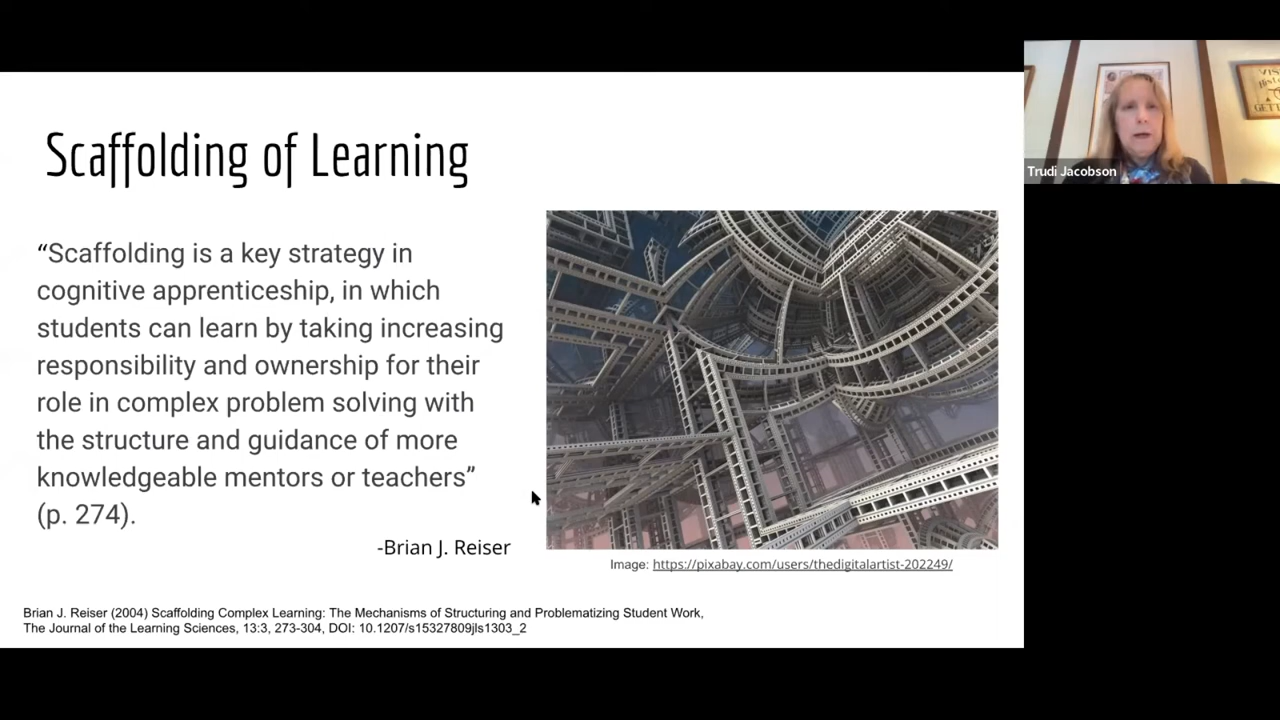 Scaffolding of Learning
“Scaffolding is a key strategy in
cognitive apprenticeship, in which
students can learn by taking increasing
responsibility and ownership for their
role in complex problem solving with
the structure and guidance of more
knowledgeable mentors or teachers”
(p. 274).
-Brian J. Reiser
Image: https://pixabay.com/users/thedigitalartist-202249/
Brian J. Reiser (2004) Scaffolding Complex Learning: The Mechanisms of Structuring and Problematizing Student Work,
The Journal of the Learning Sciences, 13:3, 273-304, DOI: 10.1207/s15327809jls1303_2
Trudi Jacobson